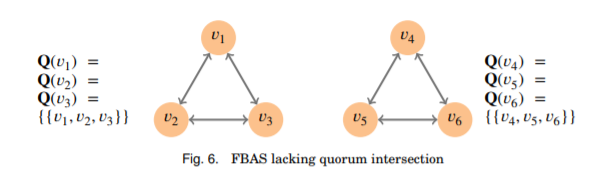 v₁
v₄
Q(v₁) =
Q(v₂) =
Q(v₃) =
{{v₁, v₂, v₃}}
v₂
v₃
v₅
v₆
Q(v₄) =
Q(v₅) =
Q(v₆) =
{{v₄, v₅, v₆}}
Fig. 6. FBAS lacking quorum intersection